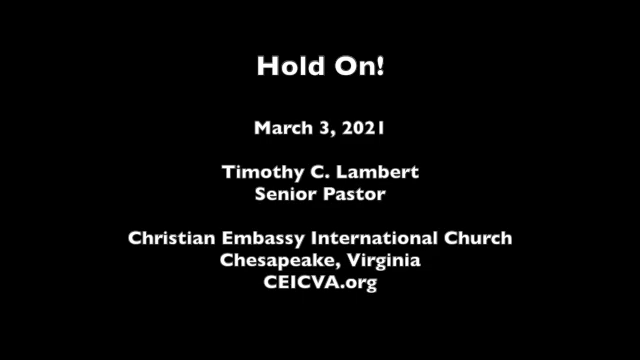 Hold On!
March 3, 2021
Timothy C. Lambert
Senior Pastor
Christian Embassy International Church
Chesapeake, Virginia
CEICVA.org